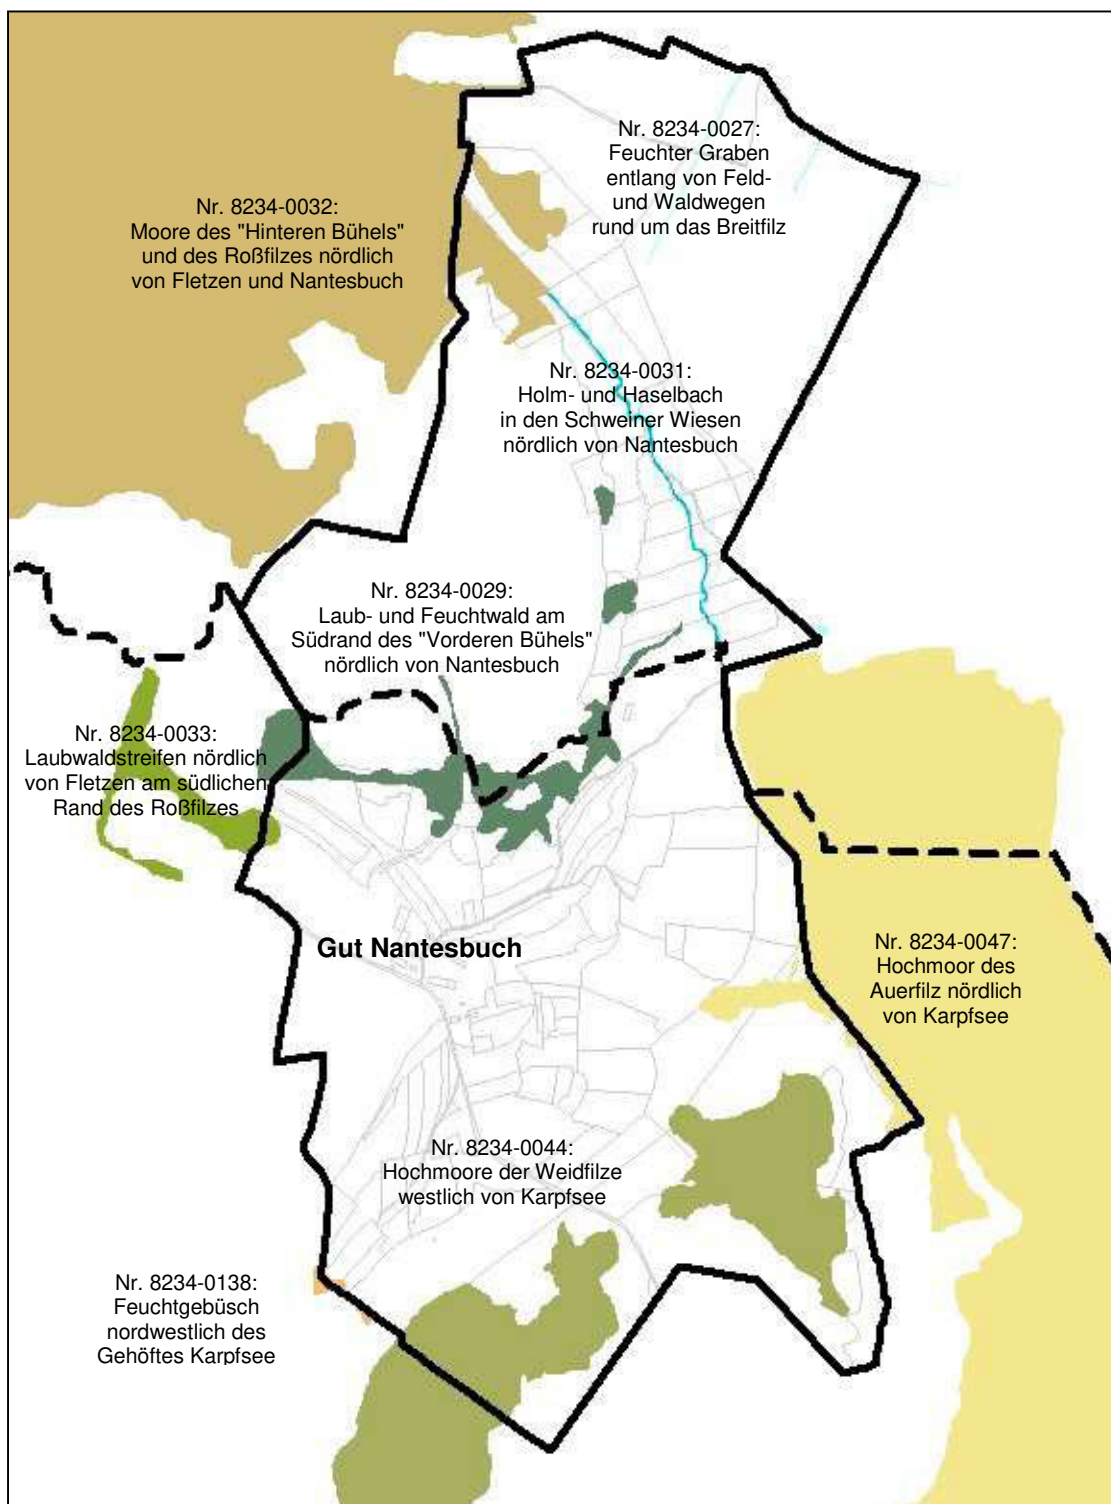 Nr. 8234-0027:
Feuchter Graben
entlang von Feld-
und Waldwegen
rund um das Breitfilz
Nr. 8234-0032:
Moore des "Hinteren Bühels"
und des Roßfilzes nördlich
von Fletzen und Nantesbuch
Nr. 8234-0031:
Holm- und Haselbach
in den Schweiner Wiesen
nördlich von Nantesbuch
Nr. 8234-0029:
Laub- und Feuchtwald am
Südrand des "Vorderen Bühels"
nördlich von Nantesbuch
Nr. 8234-0033:
Laubwaldstreifen nördlich
von Fletzen am südlichen
Rand des Roßfilzes
Gut Nantesbuch
Nr. 8234-0047:
Hochmoor des
Auerfilz nördlich
von Karpfsee
Nr. 8234-0044:
Hochmoore der Weidfilze
westlich von Karpfsee
Nr. 8234-0138:
Feuchtgebüsch
nordwestlich des
Gehöftes Karpfsee